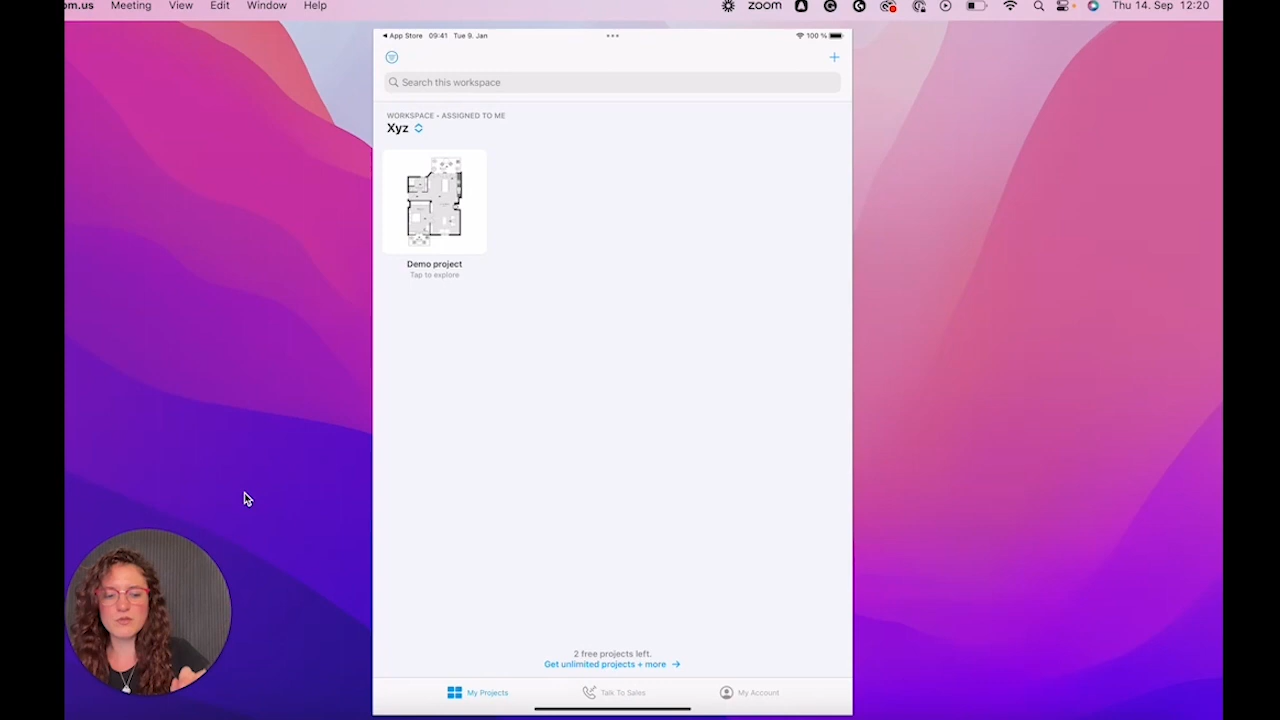 om.us Meeting View Edit Window Help zoom Thu 14. Sep 12:20
App Store 09:41 Tue 9. Jan 100 %
Search this workspace
WORKSPACE • ASSIGNED TO ME
Xyz
Demo project
Tap to explore
2 free projects left.
Get unlimited projects + more →
My Projects Talk To Sales My Account